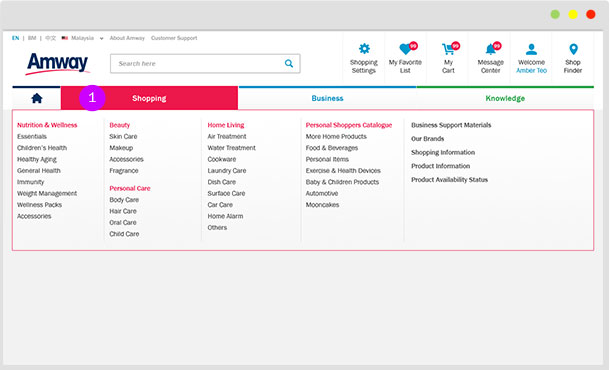 EN | BM | 中文 Malaysia About Amway Customer Support
Amway
Search here
Shopping Settings
99
My Favorite List
99
My Cart
99
Message Center
Welcome Amber Teo
Shop Finder
1
Shopping
Business
Knowledge
Nutrition & Wellness
Essentials
Children's Health
Healthy Aging
General Health
Immunity
Weight Management
Wellness Packs
Accessories
Beauty
Skin Care
Makeup
Accessories
Fragrance
Personal Care
Body Care
Hair Care
Oral Care
Child Care
Home Living
Air Treatment
Water Treatment
Cookware
Laundry Care
Dish Care
Surface Care
Car Care
Home Alarm
Others
Personal Shoppers Catalogue
More Home Products
Food & Beverages
Personal Items
Exercise & Health Devices
Baby & Children Products
Automotive
Mooncakes
Business Support Materials
Our Brands
Shopping Information
Product Information
Product Availability Status